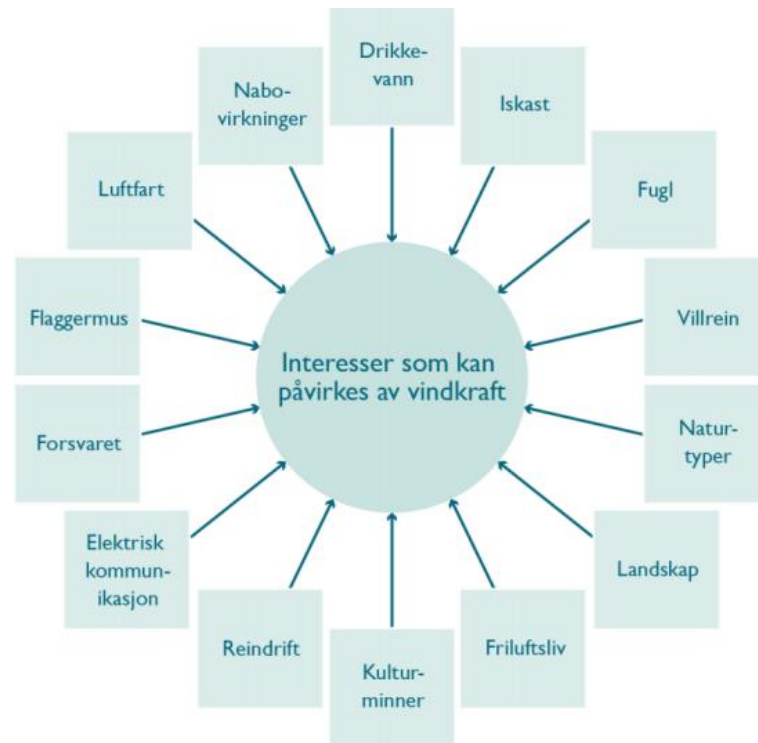 Drikke-
vann
Nabo-
virkninger
Iskast
Luftfart
Fugl
Flaggermus
Villrein
Interesser som kan
påvirkes av vindkraft
Forsvaret
Natur-
typer
Elektrisk
kommun-
ikasjon
Landskap
Reindrift
Friluftsliv
Kultur-
minner